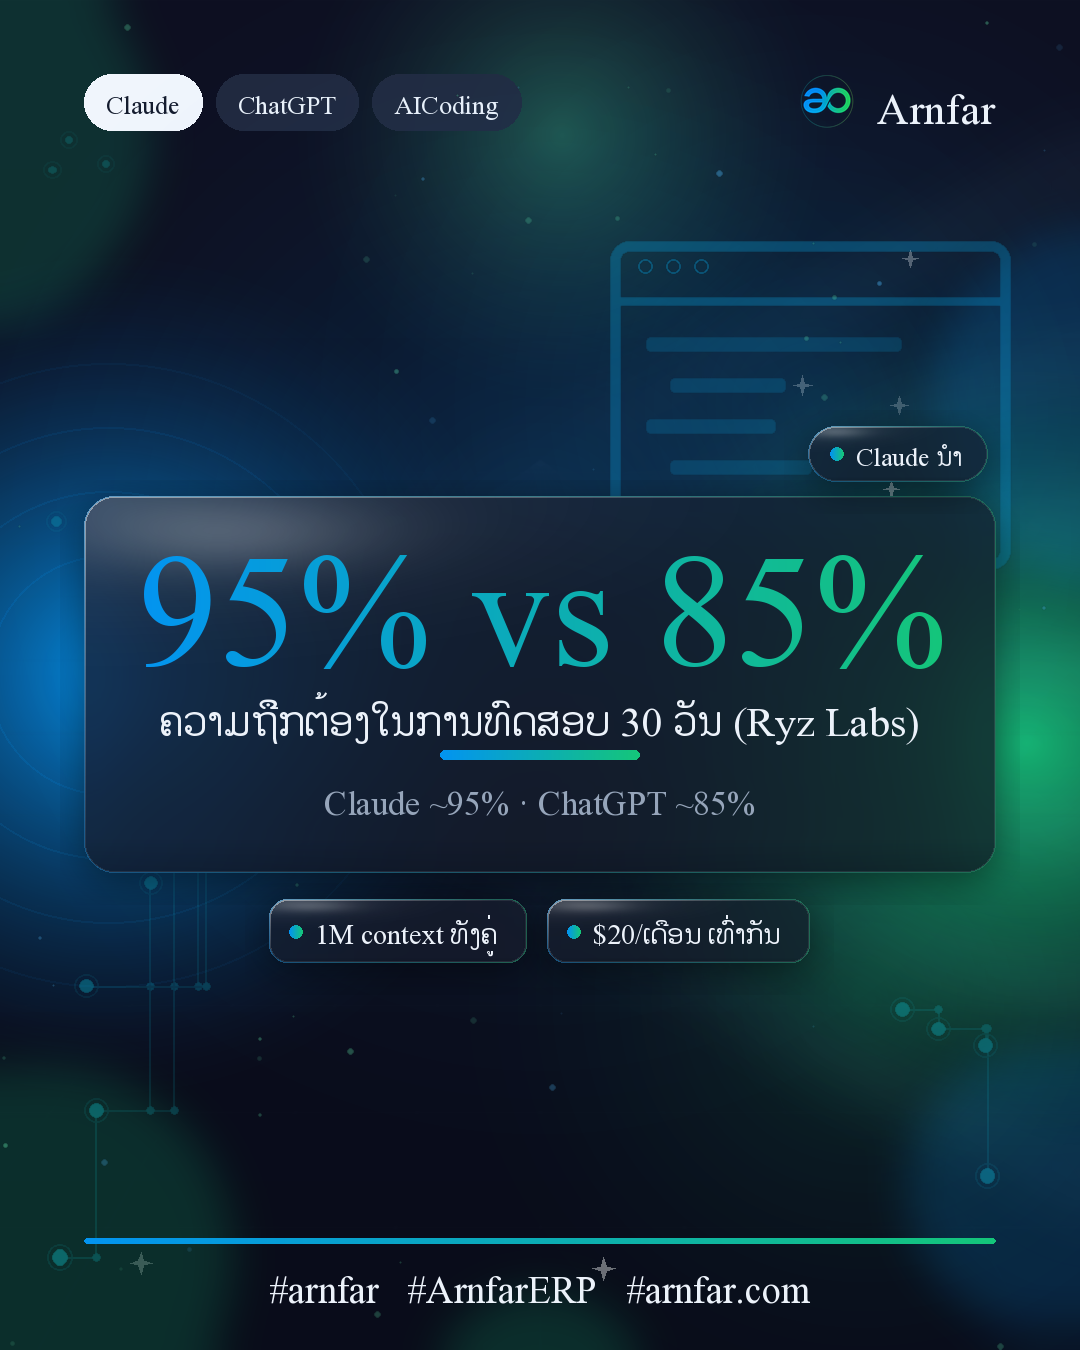 Claude ChatGPT AICoding Arnfar
Claude ນຳ
95% vs 85%
ຄວາມຖືກຕ້ອງໃນການທົດສອບ 30 ວັນ (Ryz Labs)
Claude ~95% · ChatGPT ~85%
1M context ທັງຄູ່ $20/ເດືອນ ເທົ່າກັນ
#arnfar #ArnfarERP #arnfar.com